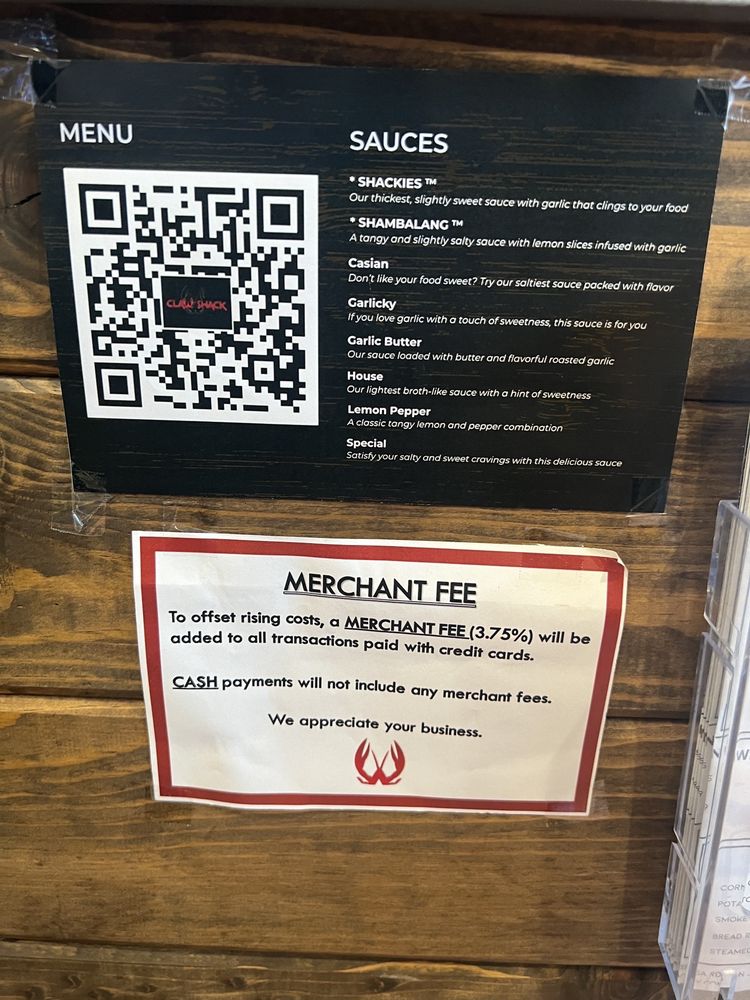 MENU
CLAW SHACK
SAUCES
* SHACKIES ™
Our thickest, slightly sweet sauce with garlic that clings to your food
* SHAMBALANG ™
A tangy and slightly salty sauce with lemon slices infused with garlic
Casian
Don't like your food sweet? Try our saltiest sauce packed with flavor
Garlicky
If you love garlic with a touch of sweetness, this sauce is for you
Garlic Butter
Our sauce loaded with butter and flavorful roasted garlic
House
Our lightest broth-like sauce with a hint of sweetness
Lemon Pepper
A classic tangy lemon and pepper combination
Special
Satisfy your salty and sweet cravings with this delicious sauce
MERCHANT FEE
To offset rising costs, a MERCHANT FEE (3.75%) will be
added to all transactions paid with credit cards.
CASH payments will not include any merchant fees.
We appreciate your business.
CORN
POTA
SMOKE
BREAD
STEAMED